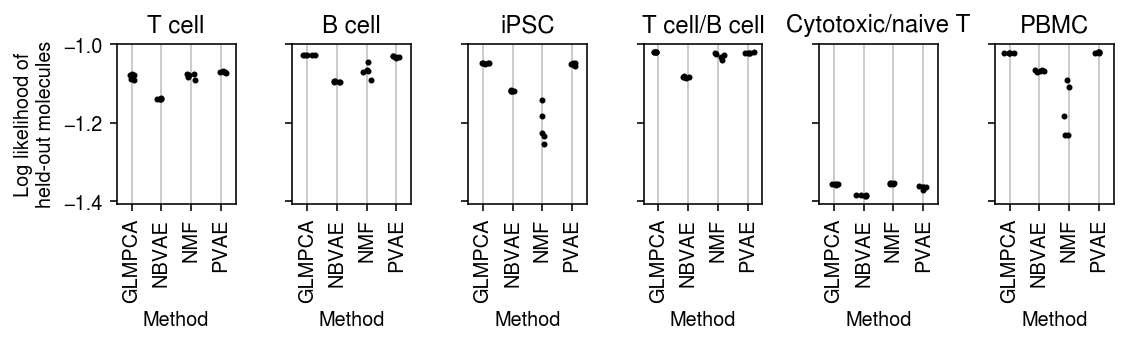 T cell
B cell
iPSC
T cell/B cell
Cytotoxic/naive T
PBMC
Log likelihood of
held-out molecules
−1.0
−1.2
−1.4
GLMPCA
NBVAE
NMF
PVAE
GLMPCA
NBVAE
NMF
PVAE
GLMPCA
NBVAE
NMF
PVAE
GLMPCA
NBVAE
NMF
PVAE
GLMPCA
NBVAE
NMF
PVAE
GLMPCA
NBVAE
NMF
PVAE
Method
Method
Method
Method
Method
Method